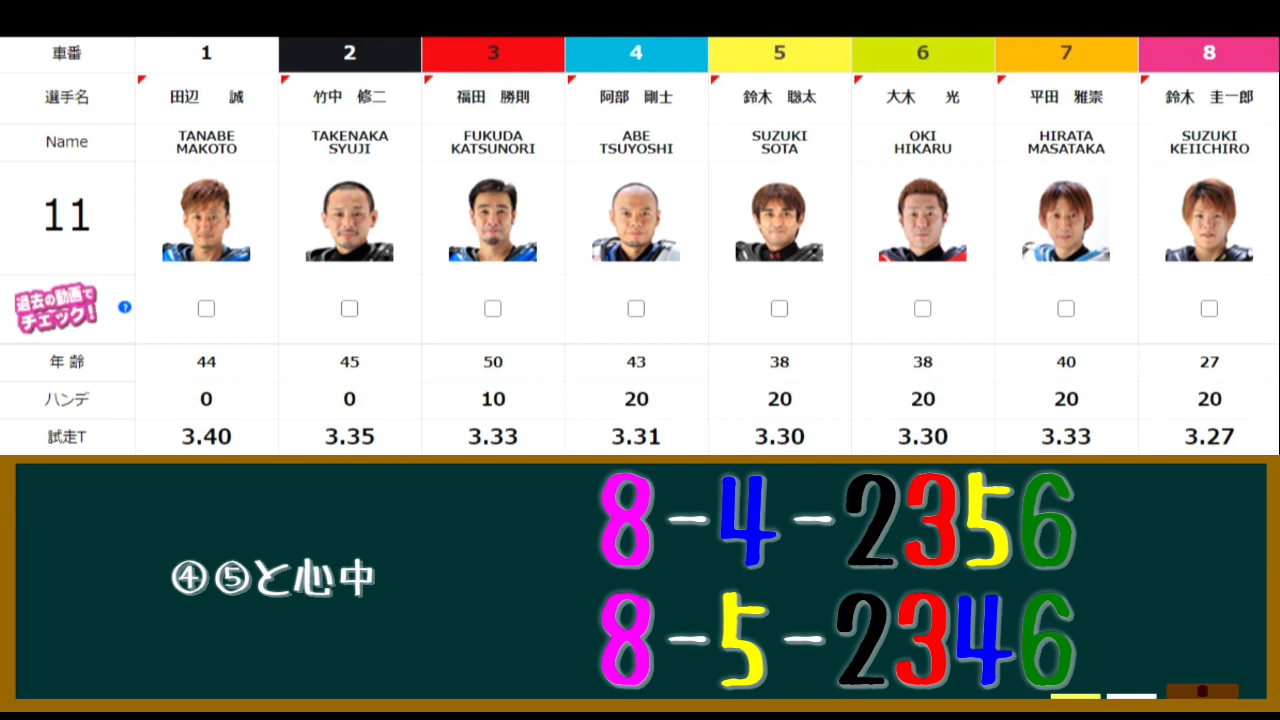 車番 1 2 3 4 5 6 7 8
選手名 田辺 誠 竹中 修二 福田 勝則 阿部 剛士 鈴木 聡太 大木 光 平田 雅崇 鈴木 圭一郎
Name TANABE MAKOTO TAKENAKA SYUJI FUKUDA KATSUNORI ABE TSUYOSHI SUZUKI SOTA OKI HIKARU HIRATA MASATAKA SUZUKI KEIICHIRO
11
過去の動画でチェック! ?
年齢 44 45 50 43 38 38 40 27
ハンデ 0 0 10 20 20 20 20 20
試走T 3.40 3.35 3.33 3.31 3.30 3.30 3.33 3.27
④⑤と心中
8-4-2356
8-5-2346